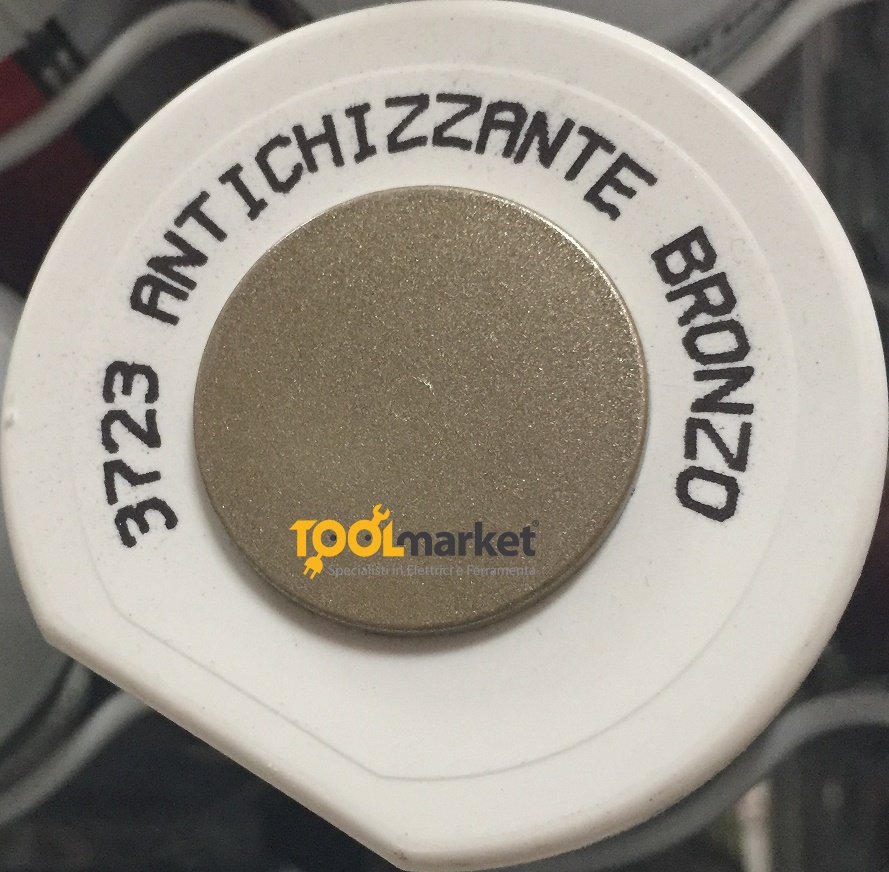 3723 ANTICHIZZANTE BRONZO
TOOLmarket®
Specialisti in Elettrici e Ferramenta